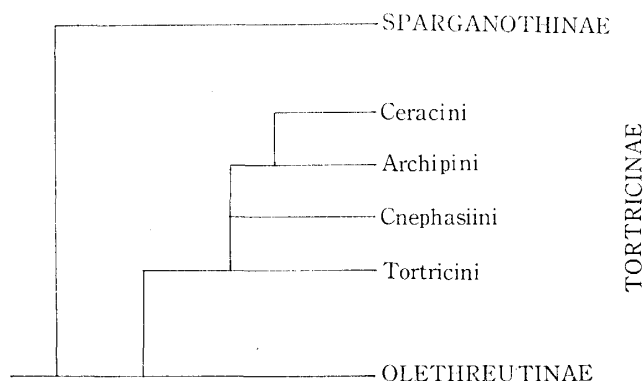 SPARGANOTHINAE
Ceracini
Archipini
Cnephasiini
Tortricini
TORTRICINAE
OLETHREUTINAE